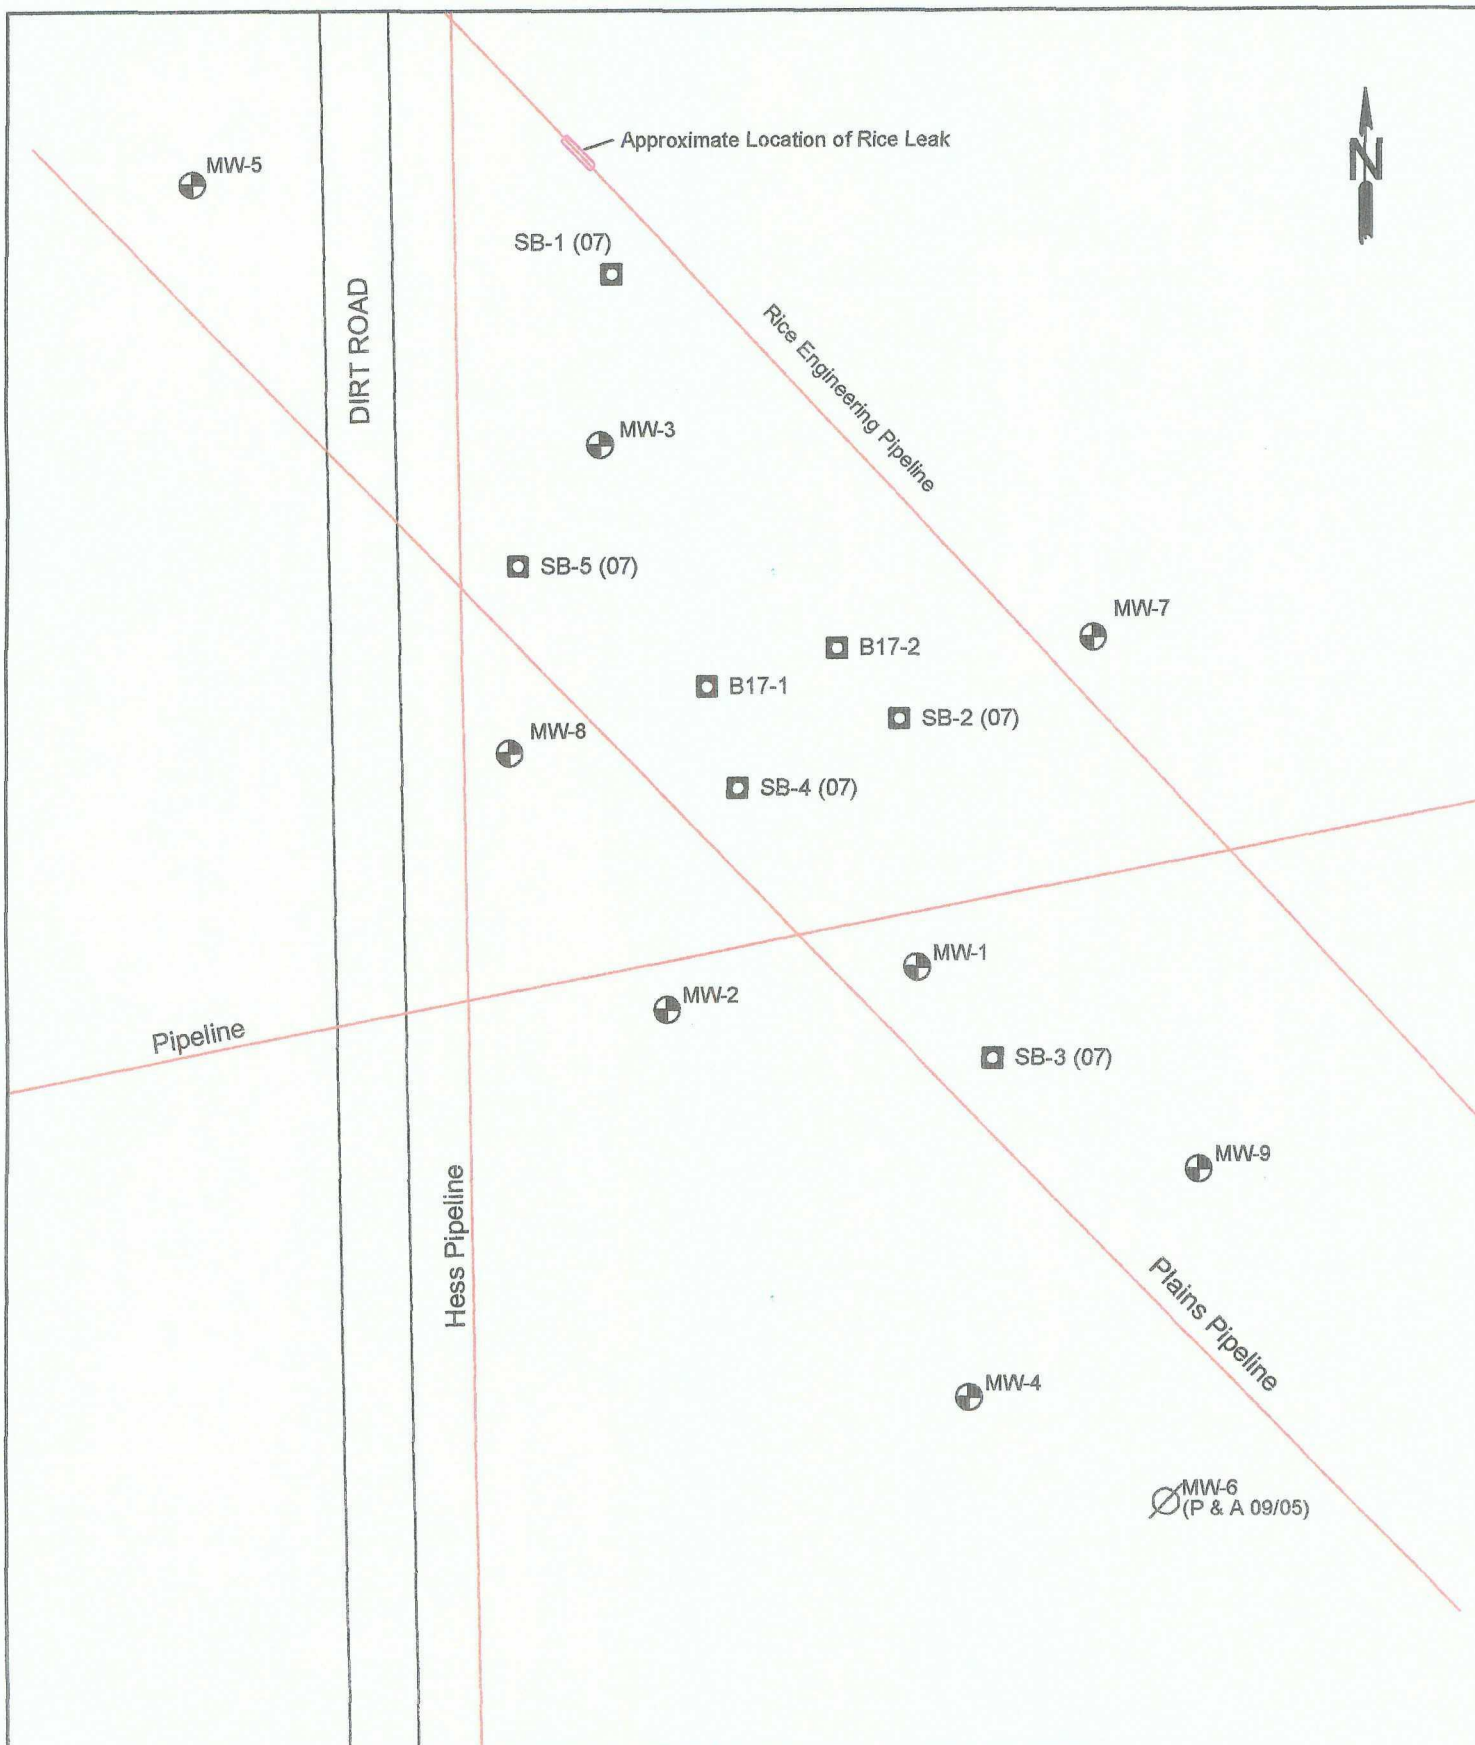 Approximate Location of Rice Leak
N
MW-5
SB-1 (07)
DIRT ROAD
Rice Engineering Pipeline
MW-3
SB-5 (07)
MW-7
B17-2
B17-1
SB-2 (07)
MW-8
SB-4 (07)
MW-1
MW-2
Pipeline
SB-3 (07)
MW-9
Hess Pipeline
Plains Pipeline
MW-4
MW-6
(P & A 09/05)